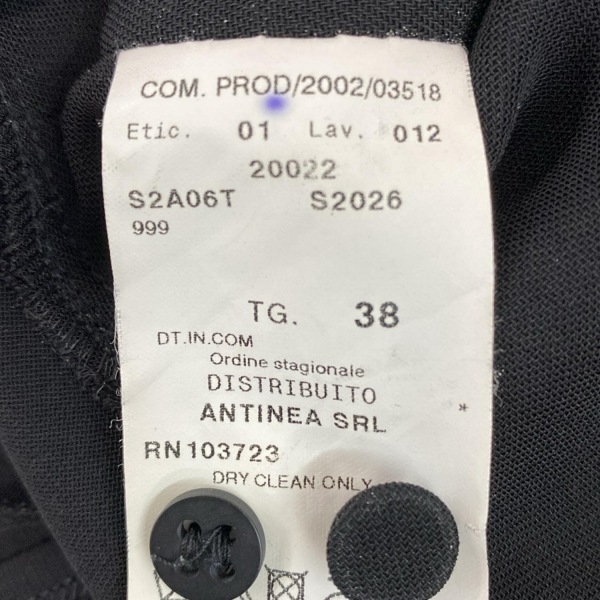 COM. PROD/2002/03518
Etic. 01 Lav. 012
20022
S2A06T S2026
999
TG. 38
DT.IN.COM
Ordine stagionale
DISTRIBUITO *
ANTINEA SRL
RN103723
DRY CLEAN ONLY